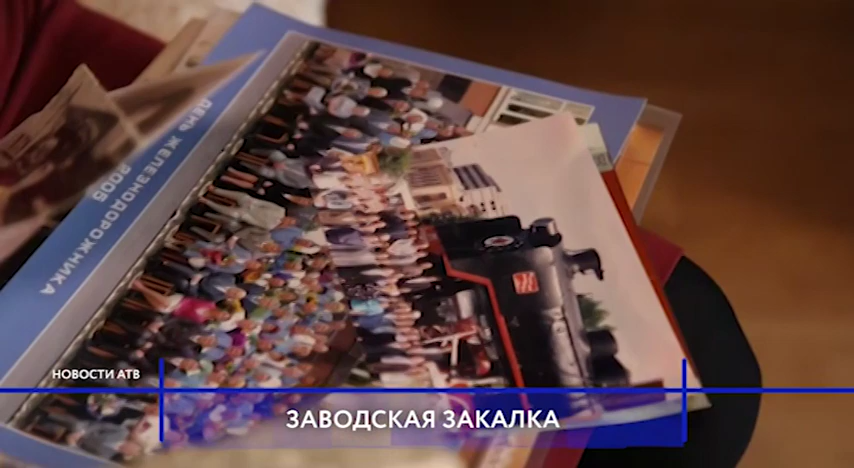 ДЕНЬ ЖЕЛЕЗНОДОРОЖНИКА
2005
НОВОСТИ АТВ
ЗАВОДСКАЯ ЗАКАЛКА